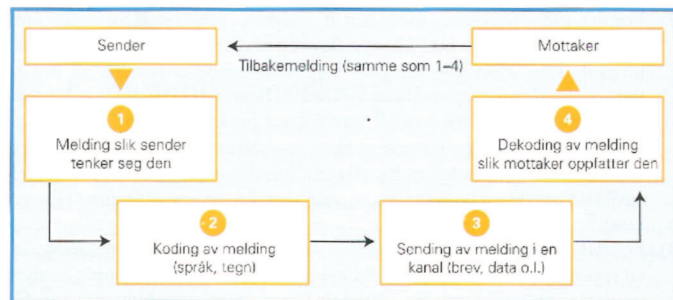 Sender
Mottaker
Tilbakemelding (samme som 1–4)
1
Melding slik sender
tenker seg den
2
Koding av melding
(språk, tegn)
3
Sending av melding i en
kanal (brev, data o.l.)
4
Dekoding av melding
slik mottaker oppfatter den